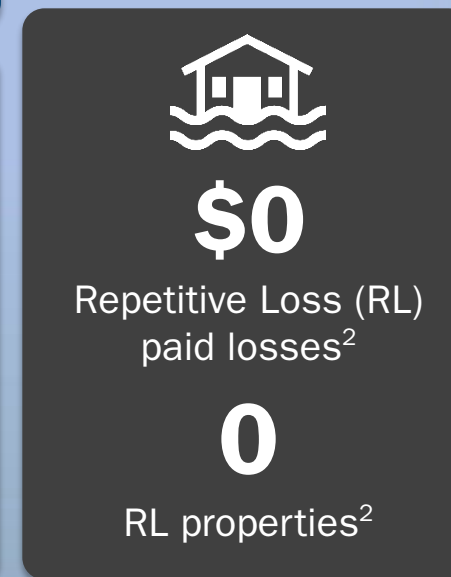 $0
Repetitive Loss (RL)
paid losses²
0
RL properties²